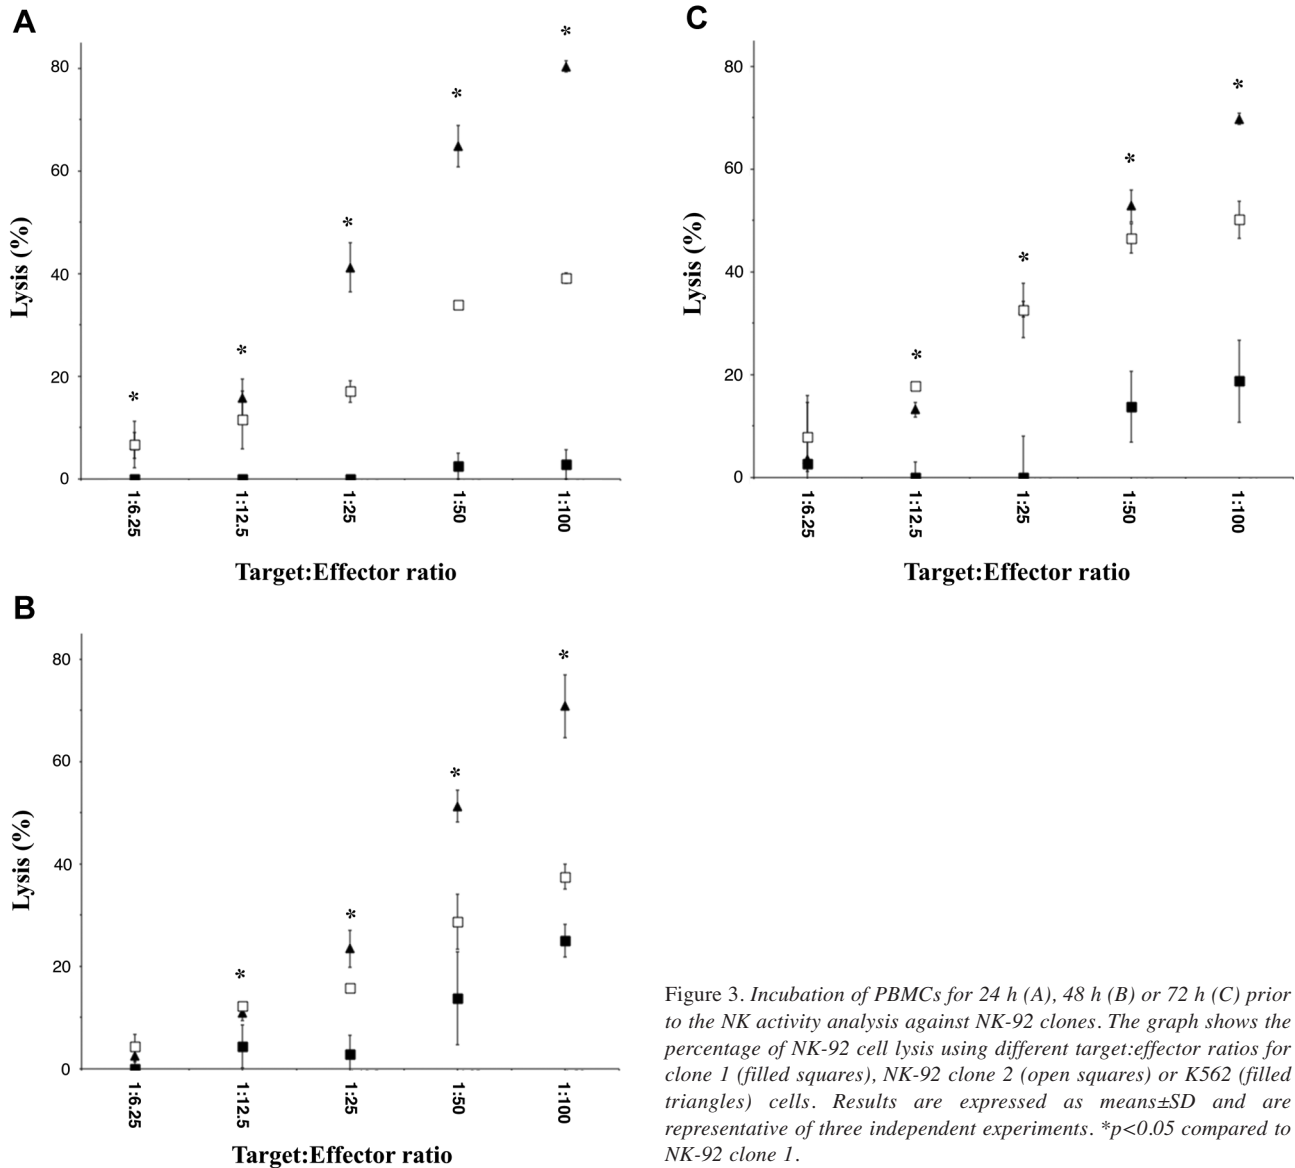 A
*
*
*
*
*
80
60
40
20
0
Lysis (%)
1:6.25
1:12.5
1:25
1:50
1:100
Target:Effector ratio
C
*
*
*
*
80
60
40
20
0
Lysis (%)
1:6.25
1:12.5
1:25
1:50
1:100
Target:Effector ratio
B
*
*
*
*
80
60
40
20
0
Lysis (%)
1:6.25
1:12.5
1:25
1:50
1:100
Target:Effector ratio
Figure 3. Incubation of PBMCs for 24 h (A), 48 h (B) or 72 h (C) prior
to the NK activity analysis against NK-92 clones. The graph shows the
percentage of NK-92 cell lysis using different target:effector ratios for
clone 1 (filled squares), NK-92 clone 2 (open squares) or K562 (filled
triangles) cells. Results are expressed as means±SD and are
representative of three independent experiments. *p<0.05 compared to
NK-92 clone 1.